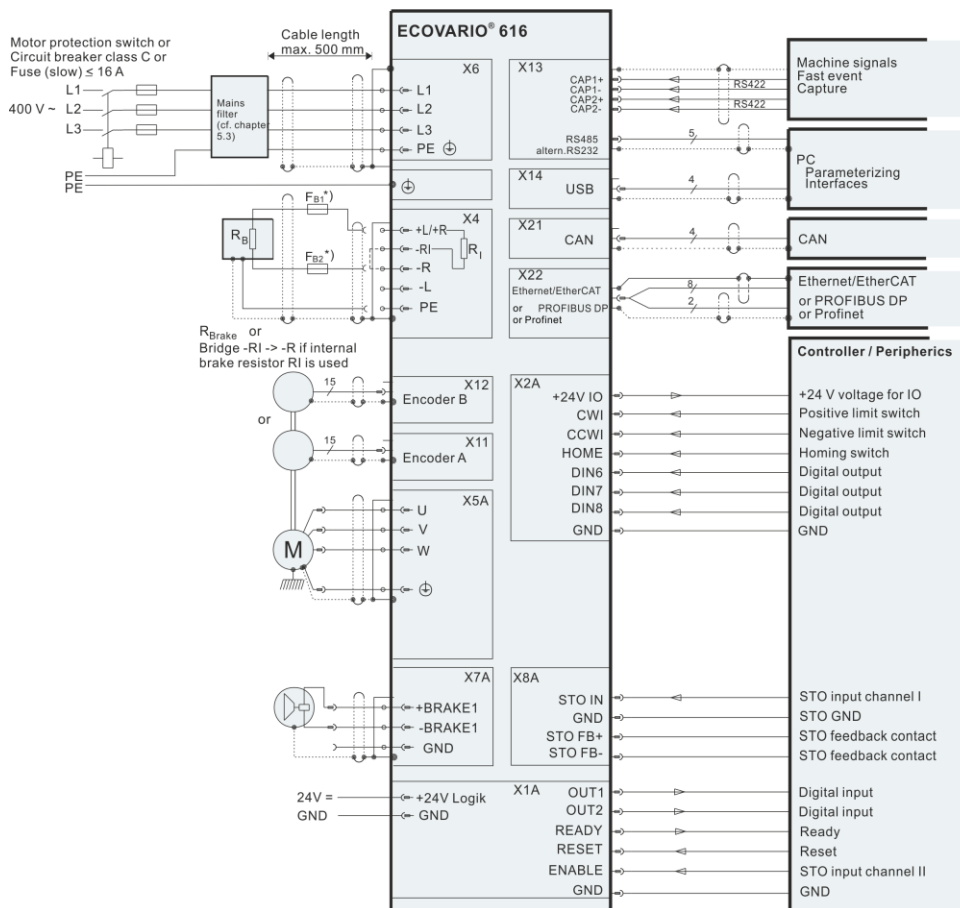 ECOVARIO® 616
Motor protection switch or
Circuit breaker class C or
Fuse (slow) ≤ 16 A
Cable length
max. 500 mm
L1
400 V ~ L2
L3
Mains
filter
(cf. chapter
5.3)
PE
PE
X6
L1
L2
L3
PE
X4
FB1*)
FB2*)
RB
+L/+R
-RI
-R
-L
PE
RI
RBrake or
Bridge -RI -> -R if internal
brake resistor RI is used
15
X12
Encoder B
or
15
X11
Encoder A
X5A
U
V
W
M
X7A
+BRAKE1
-BRAKE1
GND
24V =
GND
+24V Logik
GND
X13
CAP1+
CAP1-
CAP2+
CAP2-
RS422
RS422
RS485
altern.RS232
5
X14
USB
4
X21
CAN
4
X22
Ethernet/EtherCAT
or PROFIBUS DP
or Profinet
8
2
Machine signals
Fast event
Capture
PC
Parameterizing
Interfaces
CAN
Ethernet/EtherCAT
or PROFIBUS DP
or Profinet
Controller / Peripherics
X2A
+24V IO
CWI
CCWI
HOME
DIN6
DIN7
DIN8
GND
+24 V voltage for IO
Positive limit switch
Negative limit switch
Homing switch
Digital output
Digital output
Digital output
GND
X8A
STO IN
GND
STO FB+
STO FB-
STO input channel I
STO GND
STO feedback contact
STO feedback contact
X1A
OUT1
OUT2
READY
RESET
ENABLE
GND
Digital input
Digital input
Ready
Reset
STO input channel II
GND